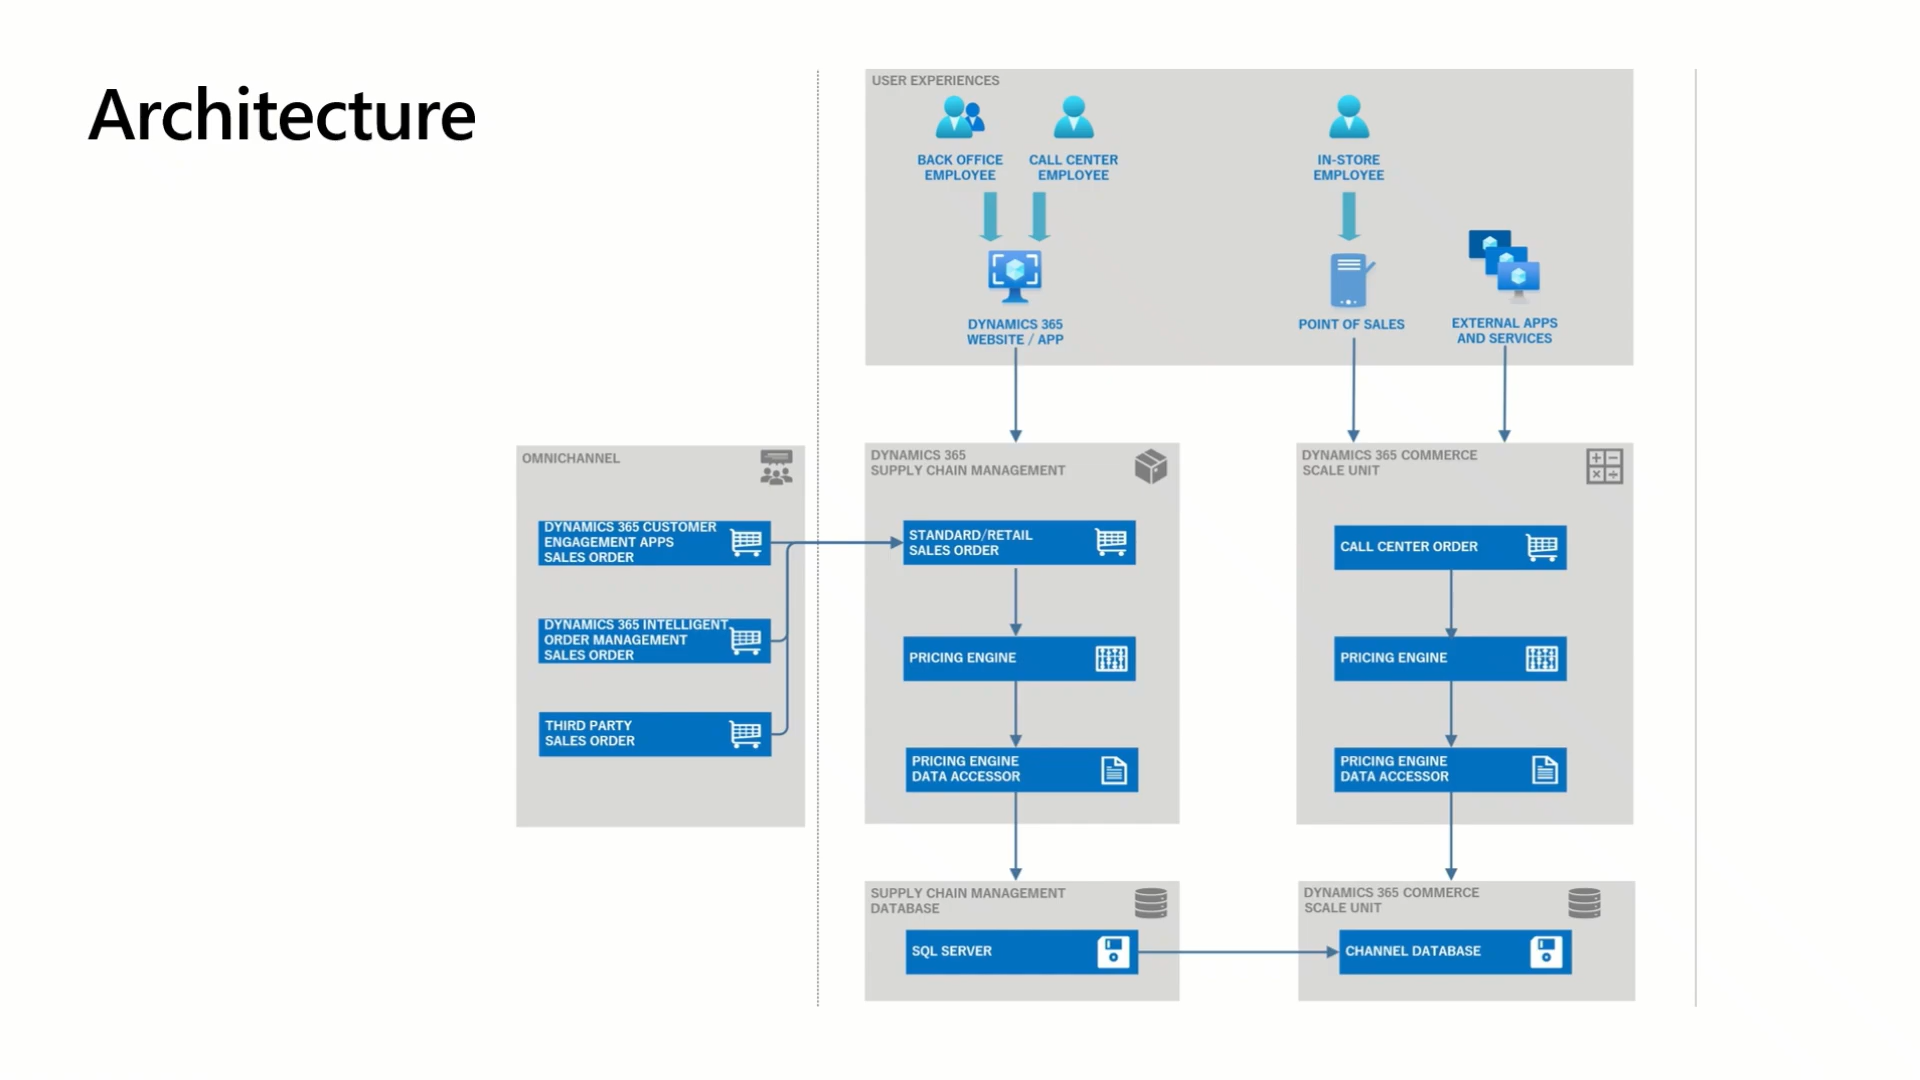 Architecture
USER EXPERIENCES
BACK OFFICE
EMPLOYEE
CALL CENTER
EMPLOYEE
IN-STORE
EMPLOYEE
DYNAMICS 365
WEBSITE / APP
POINT OF SALES
EXTERNAL APPS
AND SERVICES
OMNICHANNEL
DYNAMICS 365 CUSTOMER
ENGAGEMENT APPS
SALES ORDER
DYNAMICS 365 INTELLIGENT
ORDER MANAGEMENT
SALES ORDER
THIRD PARTY
SALES ORDER
DYNAMICS 365
SUPPLY CHAIN MANAGEMENT
STANDARD/RETAIL
SALES ORDER
PRICING ENGINE
PRICING ENGINE
DATA ACCESSOR
DYNAMICS 365 COMMERCE
SCALE UNIT
CALL CENTER ORDER
PRICING ENGINE
PRICING ENGINE
DATA ACCESSOR
SUPPLY CHAIN MANAGEMENT
DATABASE
SQL SERVER
DYNAMICS 365 COMMERCE
SCALE UNIT
CHANNEL DATABASE